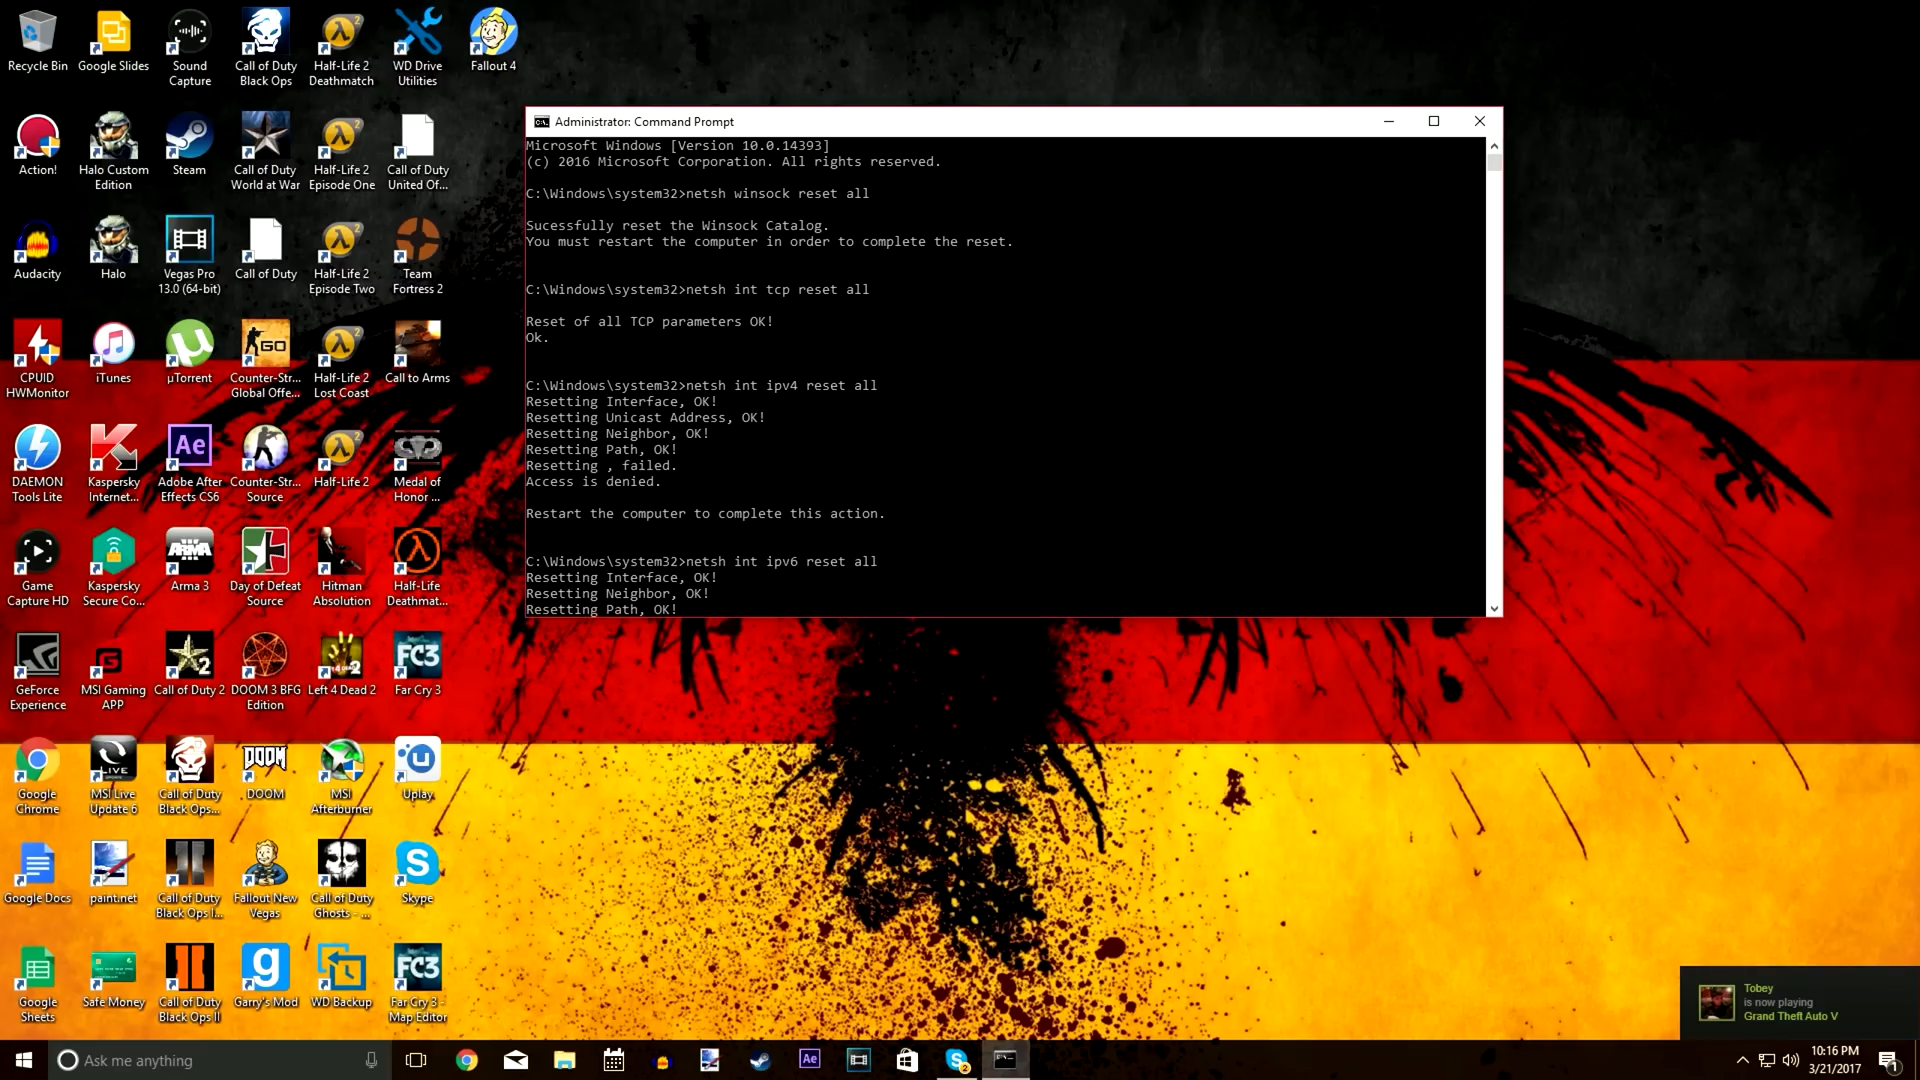 Recycle Bin
Google Slides
Sound Capture
Call of Duty Black Ops
Half-Life 2 Deathmatch
WD Drive Utilities
Fallout 4
Action!
Halo Custom Edition
Steam
Call of Duty World at War
Half-Life 2 Episode One
Call of Duty United Of...
Audacity
Halo
Vegas Pro 13.0 (64-bit)
Call of Duty
Half-Life 2 Episode Two
Team Fortress 2
CPUID HWMonitor
iTunes
µTorrent
GO
Counter-Str... Global Offe...
Half-Life 2 Lost Coast
Call to Arms
DAEMON Tools Lite
Kaspersky Internet...
Ae
Adobe After Effects CS6
Counter-Str... Source
Half-Life 2
Medal of Honor ...
Game Capture HD
Kaspersky Secure Co...
ARMA
Arma 3
Day of Defeat Source
Hitman Absolution
Half-Life Deathmat...
GeForce Experience
MSI Gaming APP
Call of Duty 2
DOOM 3 BFG Edition
Left 4 Dead 2
FC3
Far Cry 3
Google Chrome
LIVE
MSI Live Update 6
Call of Duty Black Ops...
DOOM
DOOM
MSI Afterburner
Uplay
Google Docs
paint.net
Call of Duty Black Ops I...
Fallout New Vegas
Call of Duty Ghosts - ...
Skype
Google Sheets
Safe Money
Call of Duty Black Ops II
g
Garry's Mod
WD Backup
FC3
Far Cry 3 - Map Editor
Administrator: Command Prompt
Microsoft Windows [Version 10.0.14393]
(c) 2016 Microsoft Corporation. All rights reserved.
C:\Windows\system32>netsh winsock reset all
Sucessfully reset the Winsock Catalog.
You must restart the computer in order to complete the reset.
C:\Windows\system32>netsh int tcp reset all
Reset of all TCP parameters OK!
Ok.
C:\Windows\system32>netsh int ipv4 reset all
Resetting Interface, OK!
Resetting Unicast Address, OK!
Resetting Neighbor, OK!
Resetting Path, OK!
Resetting , failed.
Access is denied.
Restart the computer to complete this action.
C:\Windows\system32>netsh int ipv6 reset all
Resetting Interface, OK!
Resetting Neighbor, OK!
Resetting Path, OK!
Tobey
is now playing
Grand Theft Auto V
Ask me anything
Ae
2
10:16 PM
3/21/2017
1